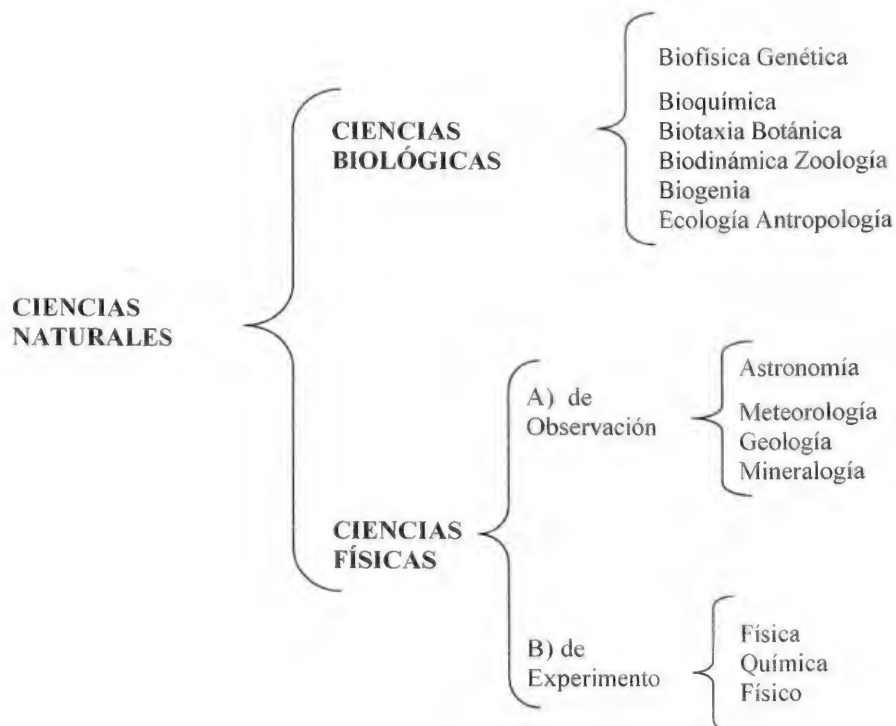 CIENCIAS
NATURALES
CIENCIAS
BIOLÓGICAS
Biofísica Genética
Bioquímica
Biotaxia Botánica
Biodinámica Zoología
Biogenia
Ecología Antropología
CIENCIAS
FÍSICAS
A) de
Observación
Astronomía
Meteorología
Geología
Mineralogía
B) de
Experimento
Física
Química
Físico